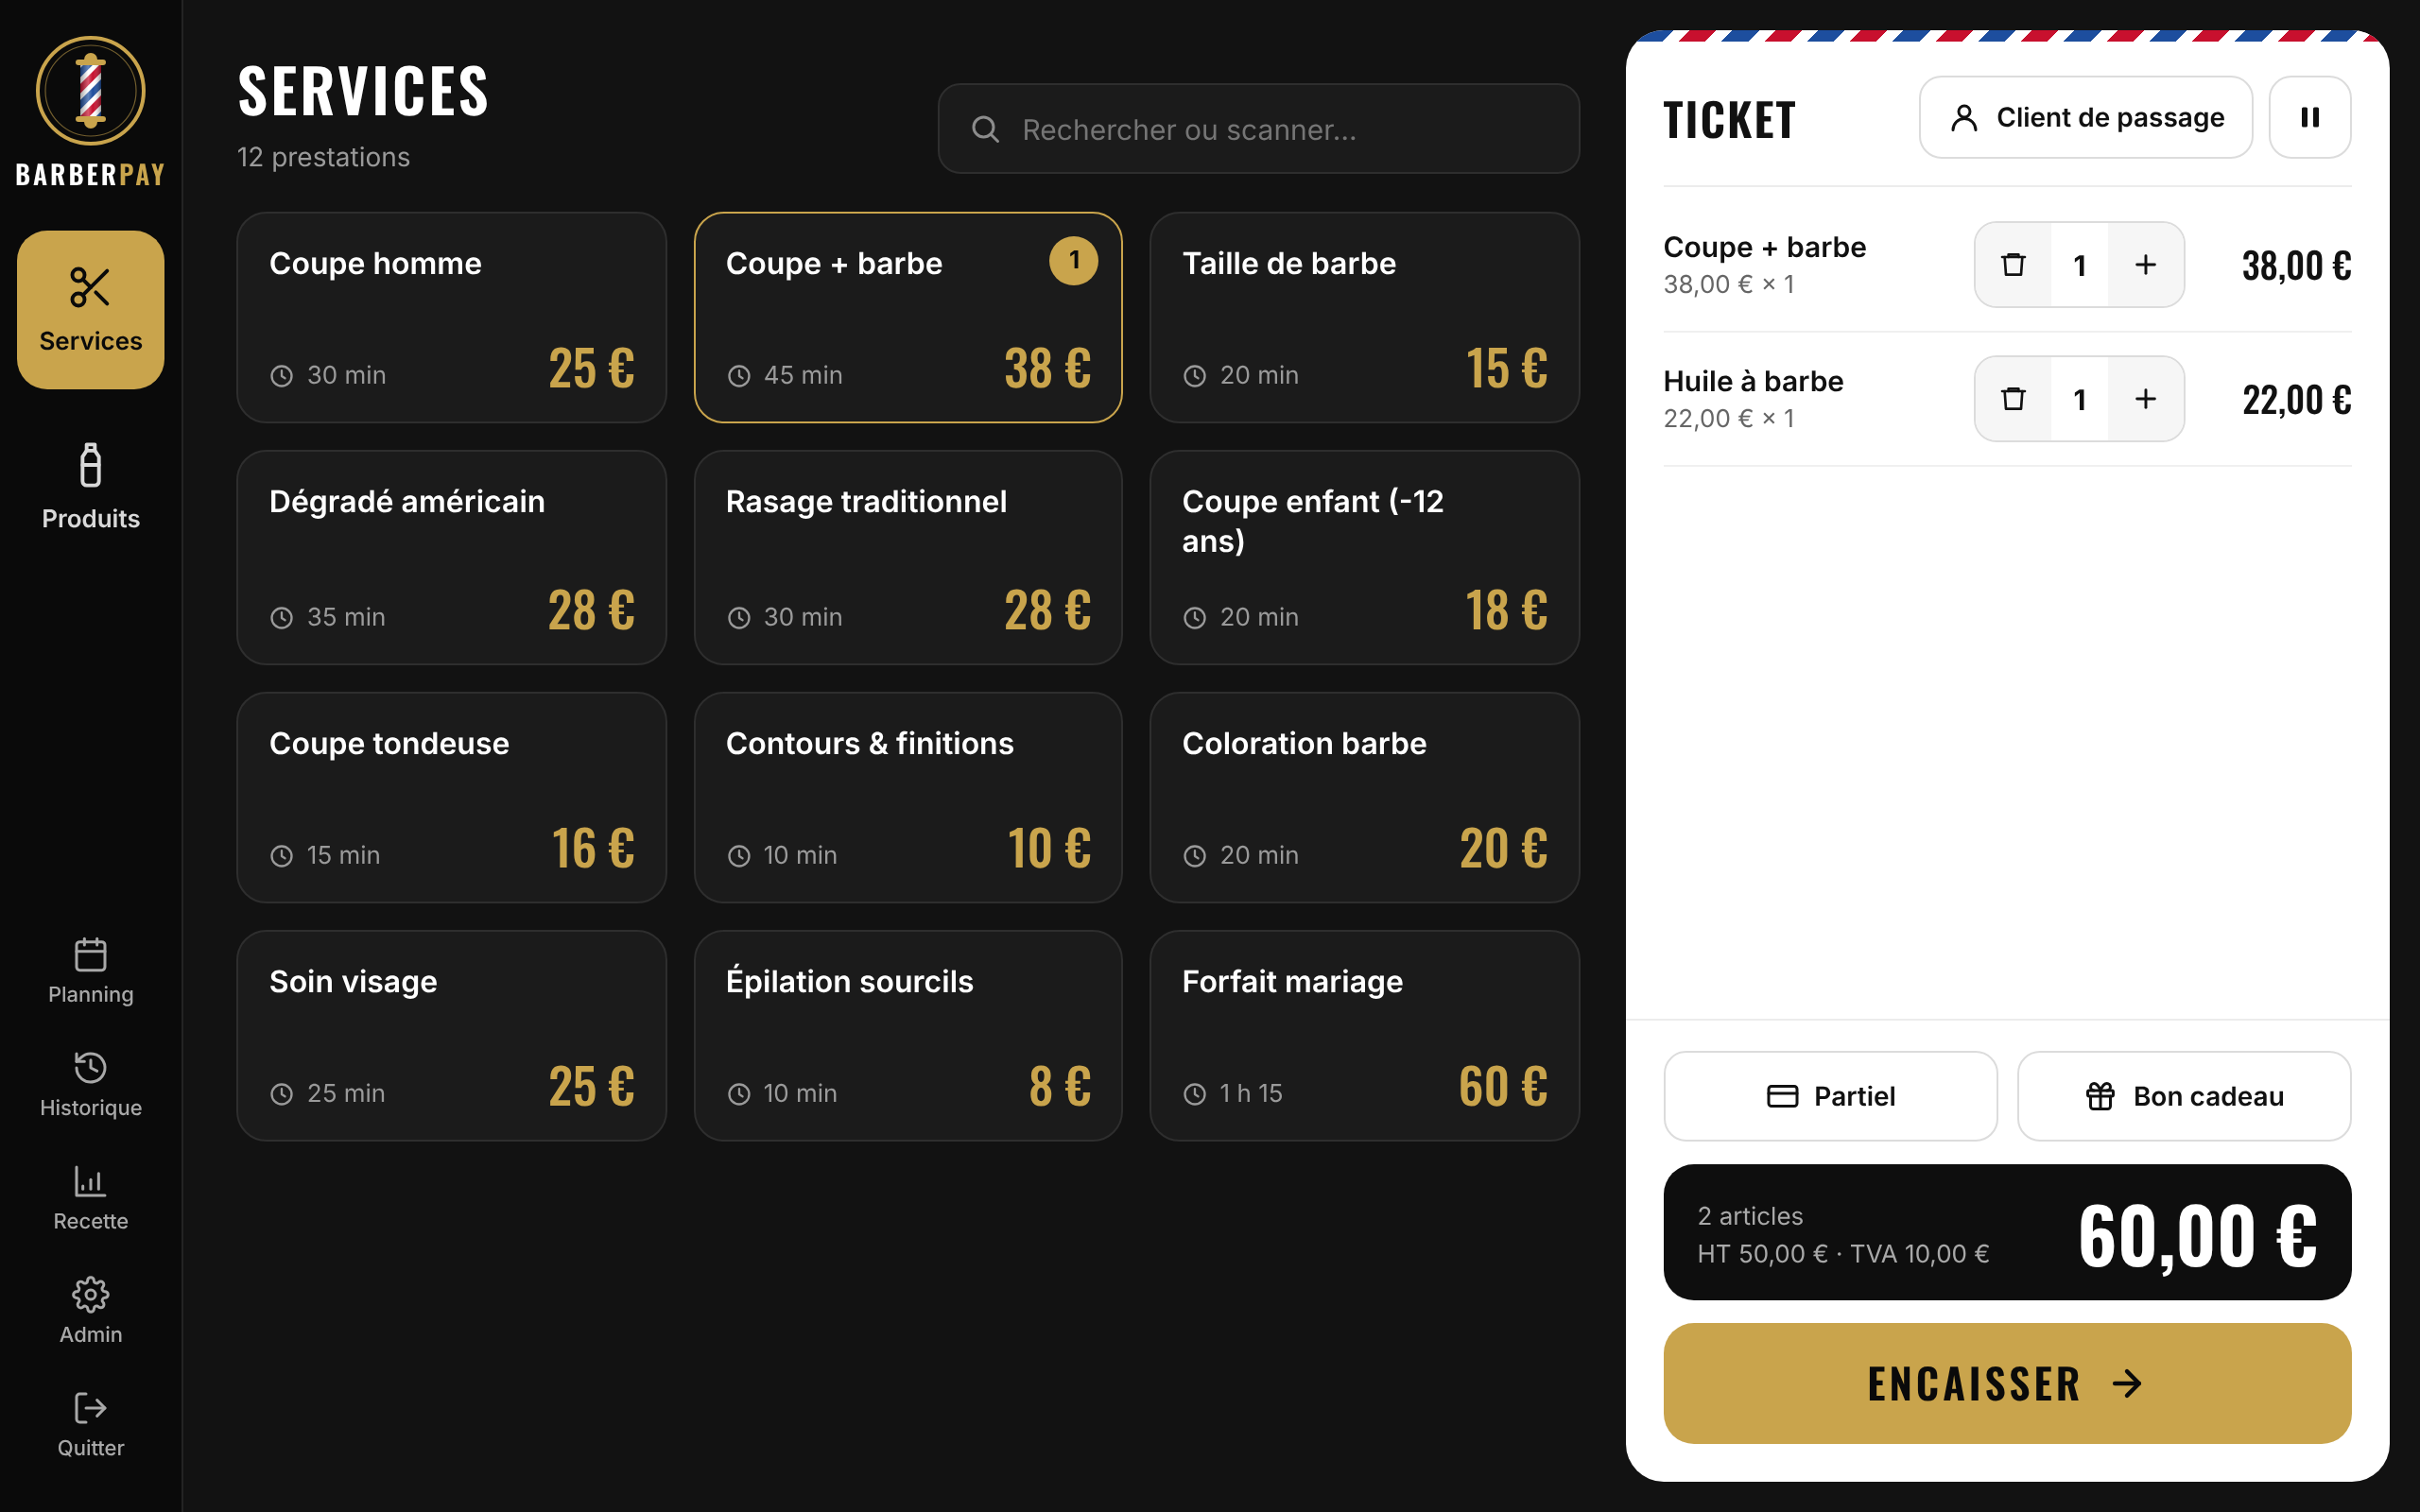 BARBERPAY
Services
Produits
Planning
Historique
Recette
Admin
Quitter
SERVICES
12 prestations
Rechercher ou scanner...
Coupe homme
30 min
25 €
Coupe + barbe
1
45 min
38 €
Taille de barbe
20 min
15 €
Dégradé américain
35 min
28 €
Rasage traditionnel
30 min
28 €
Coupe enfant (-12
ans)
20 min
18 €
Coupe tondeuse
15 min
16 €
Contours & finitions
10 min
10 €
Coloration barbe
20 min
20 €
Soin visage
25 min
25 €
Épilation sourcils
10 min
8 €
Forfait mariage
1 h 15
60 €
TICKET
Client de passage
Coupe + barbe
38,00 € × 1
1
38,00 €
Huile à barbe
22,00 € × 1
1
22,00 €
Partiel
Bon cadeau
2 articles
HT 50,00 € · TVA 10,00 €
60,00 €
ENCAISSER